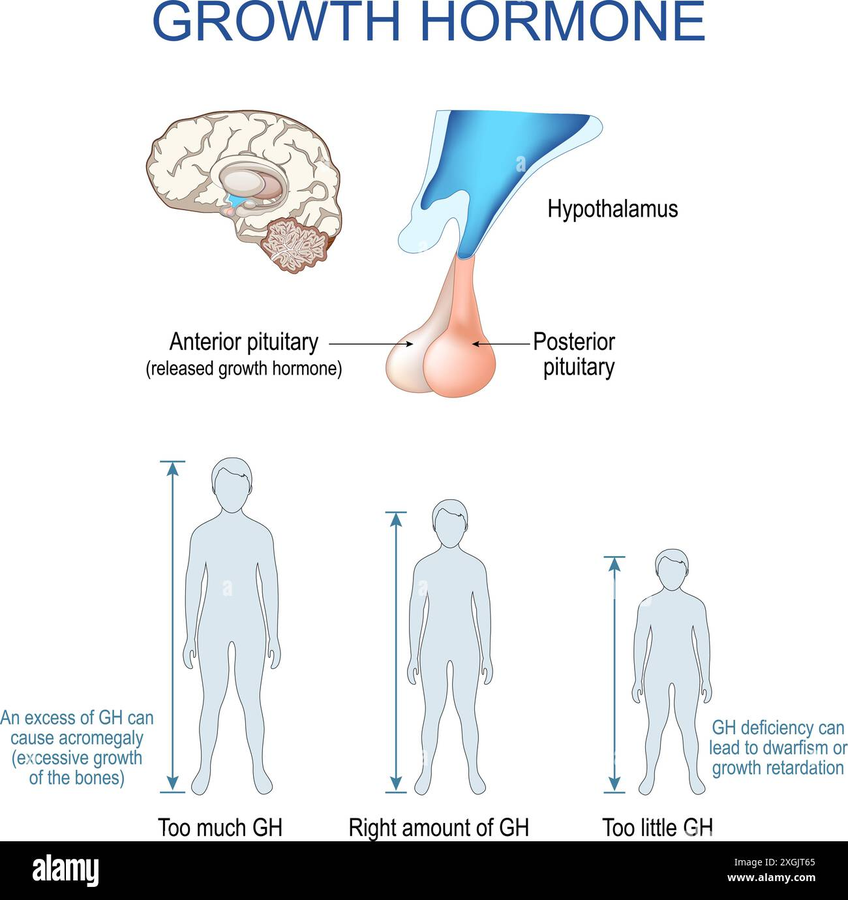 GROWTH HORMONE
Hypothalamus
Anterior pituitary
(released growth hormone)
Posterior
pituitary
An excess of GH can
cause acromegaly
(excessive growth
of the bones)
GH deficiency can
lead to dwarfism or
growth retardation
Too much GH
Right amount of GH
Too little GH
a
a
a
a
alamy
Image ID: 2XGJT65
www.alamy.com